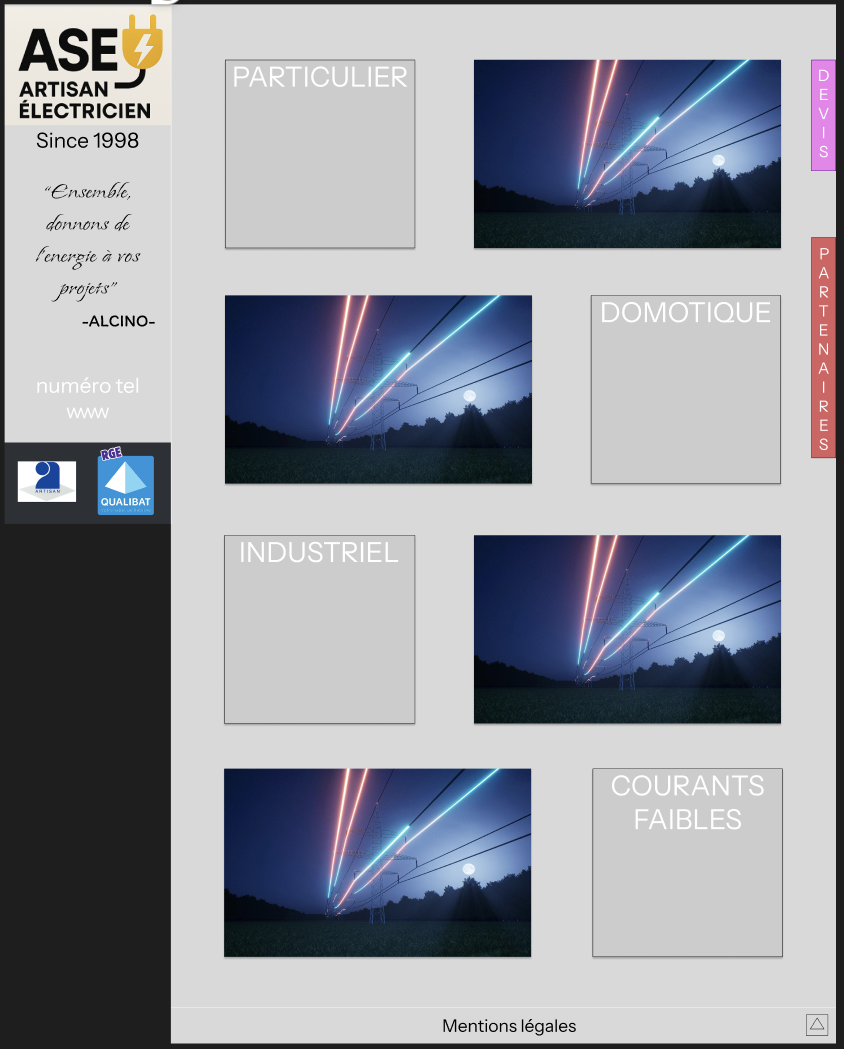 ASE
ARTISAN
ÉLECTRICIEN
Since 1998
“Ensemble,
donnons de
l'energie à vos
projets”
-ALCINO-
numéro tel
www
ARTISAN
RGE
QUALIBAT
PARTICULIER
DOMOTIQUE
INDUSTRIEL
COURANTS
FAIBLES
DEVIS
PARTENAIRES
Mentions légales